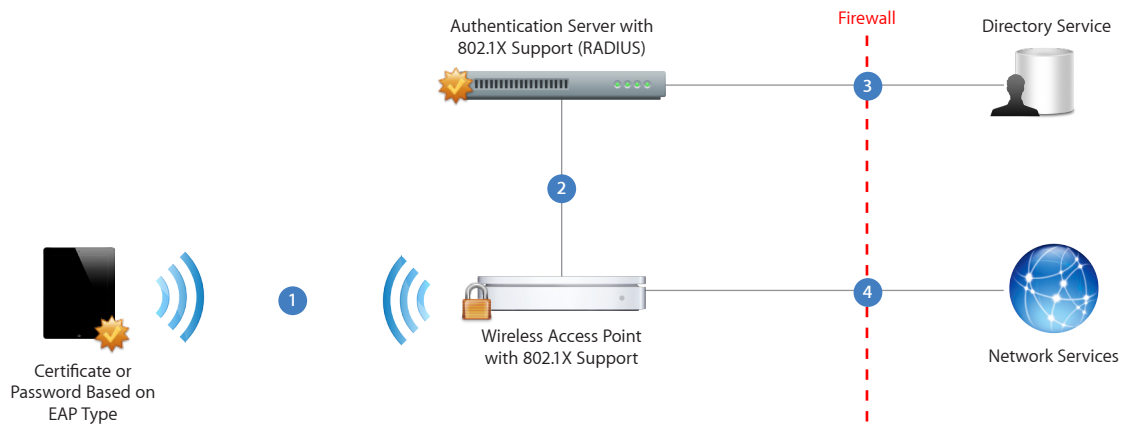 Authentication Server with
802.1X Support (RADIUS)
Firewall
Directory Service
3
2
1
4
Wireless Access Point
with 802.1X Support
Network Services
Certificate or
Password Based on
EAP Type